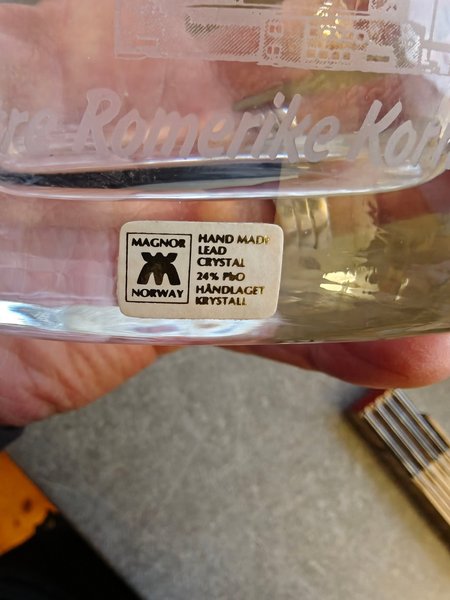 Romerike
MAGNOR
NORWAY
HAND MADE
LEAD
CRYSTAL
24% PbO
HÅNDLAGET
KRYSTALL